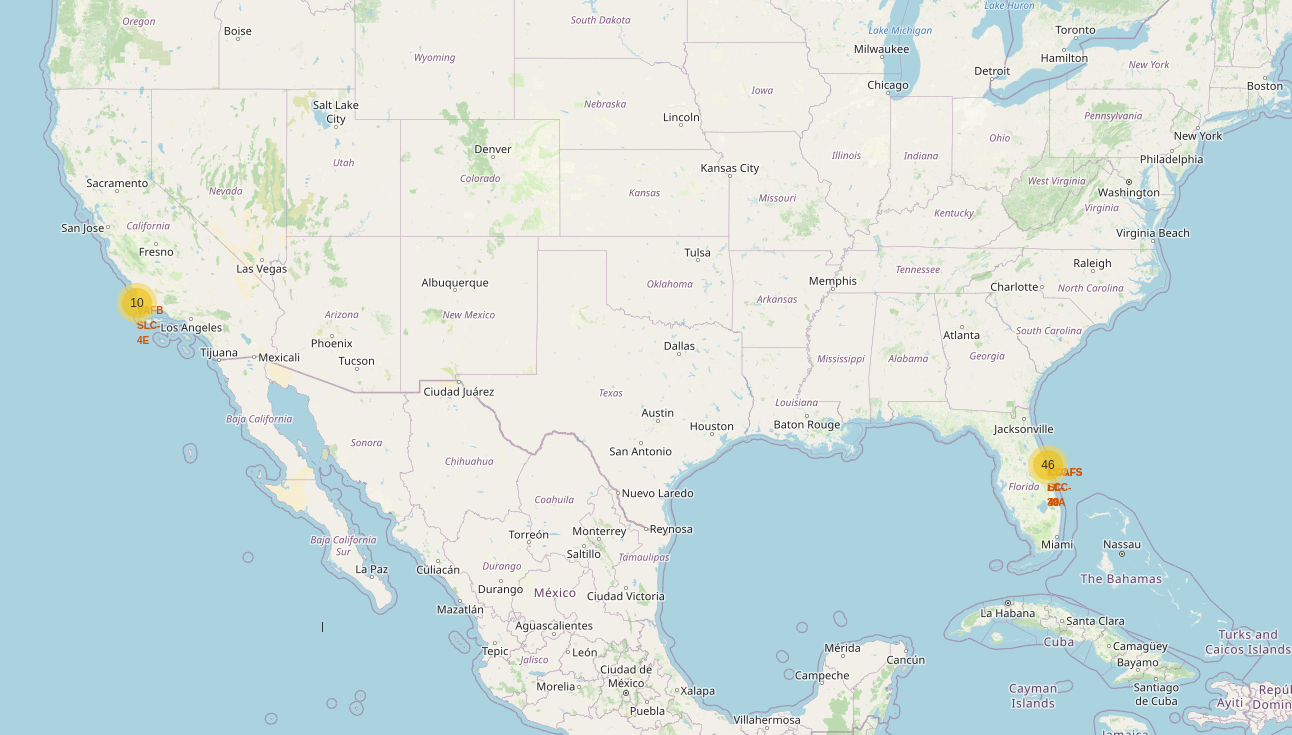 Lake Huron
Oregon
South Dakota
Boise
Lake Michigan
Toronto
Milwaukee
Wyoming
Hamilton
New York
Detroit
Chicago
Boston
Iowa
Nebraska
Salt Lake
City
Lincoln
Pennsylvania
New York
Ohio
Denver
Utah
Illinois
Indiana
Philadelphia
Kansas City
Colorado
Sacramento
Nevada
Kansas
Missouri
West Virginia
Washington
Virginia
Kentucky
San Jose
California
Virginia Beach
Fresno
Tulsa
Raleigh
Las Vegas
Tennessee
Albuquerque
Oklahoma
Memphis
Charlotte
North Carolina
10
Arkansas
AFB
Arizona
New Mexico
SLC-
Los Angeles
South Carolina
4E
Phoenix
Atlanta
Dallas
Tijuana
Mexicali
Tucson
Mississippi
Alabama
Georgia
Ciudad Juárez
Texas
Louisiana
Austin
Houston
Baton Rouge
Baja California
Jacksonville
Sonora
San Antonio
Chihuahua
46
AFS
Florida
Nuevo Laredo
Coahuila
Reynosa
Torreón
Monterrey
Baja California
Sur
Miami
Nassau
Saltillo
Tamaulipas
La Paz
Culiacán
Durango
The Bahamas
Durango
México
Ciudad Victoria
Mazatlán
La Habana
Santa Clara
Aguascalientes
Turks and
Caicos Islands
Cuba
Camagüey
Tepic
León
Mérida
Cancún
Jalisco
Bayamo
Ciudad de
México
Campeche
Morelia
Xalapa
Cayman
Islands
Santiago
de Cuba
Puebla
Ayiti
Villahermosa
Jamaica